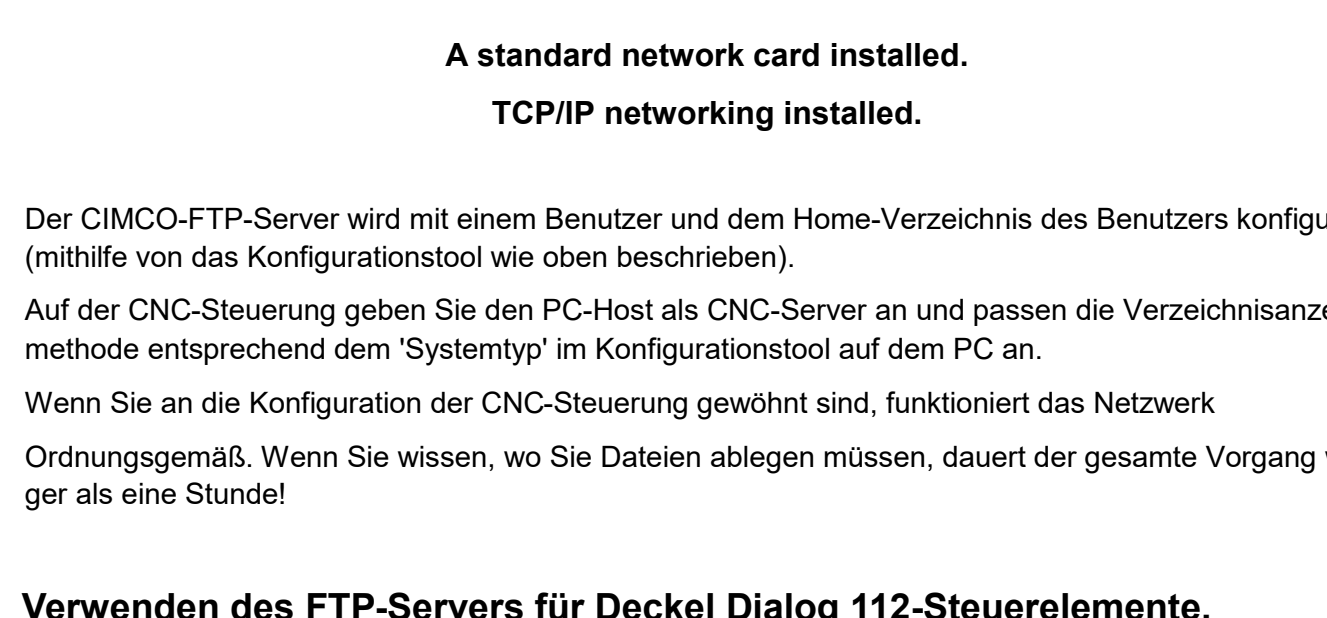 A standard network card installed.
TCP/IP networking installed.
Der CIMCO-FTP-Server wird mit einem Benutzer und dem Home-Verzeichnis des Benutzers konfigu
(mithilfe von das Konfigurationstool wie oben beschrieben).
Auf der CNC-Steuerung geben Sie den PC-Host als CNC-Server an und passen die Verzeichnisanze
methode entsprechend dem 'Systemtyp' im Konfigurationstool auf dem PC an.
Wenn Sie an die Konfiguration der CNC-Steuerung gewöhnt sind, funktioniert das Netzwerk
Ordnungsgemäß. Wenn Sie wissen, wo Sie Dateien ablegen müssen, dauert der gesamte Vorgang
ger als eine Stunde!
Verwenden des FTP-Servers für Deckel Dialog 112-Steuerelemente.